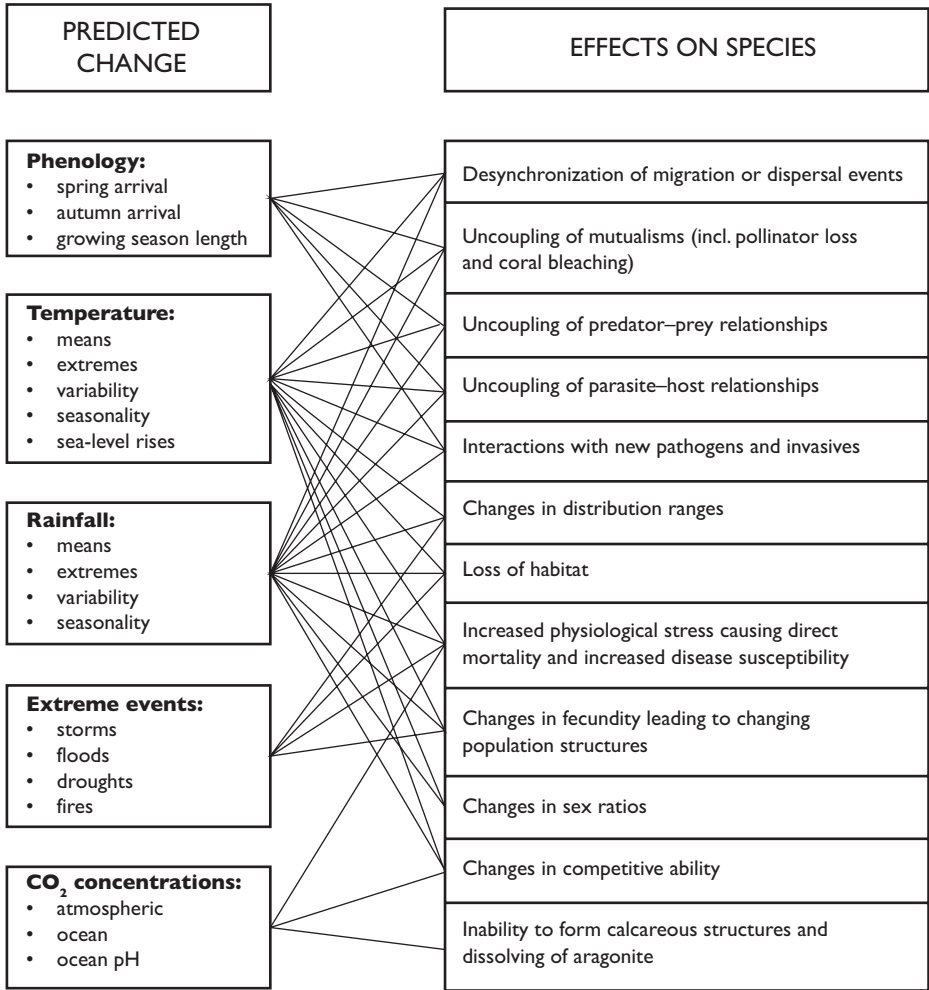 PREDICTED
CHANGE
EFFECTS ON SPECIES
Phenology:
• spring arrival
• autumn arrival
• growing season length
Temperature:
• means
• extremes
• variability
• seasonality
• sea-level rises
Rainfall:
• means
• extremes
• variability
• seasonality
Extreme events:
• storms
• floods
• droughts
• fires
CO₂ concentrations:
• atmospheric
• ocean
• ocean pH
Desynchronization of migration or dispersal events
Uncoupling of mutualisms (incl. pollinator loss
and coral bleaching)
Uncoupling of predator–prey relationships
Uncoupling of parasite–host relationships
Interactions with new pathogens and invasives
Changes in distribution ranges
Loss of habitat
Increased physiological stress causing direct
mortality and increased disease susceptibility
Changes in fecundity leading to changing
population structures
Changes in sex ratios
Changes in competitive ability
Inability to form calcareous structures and
dissolving of aragonite